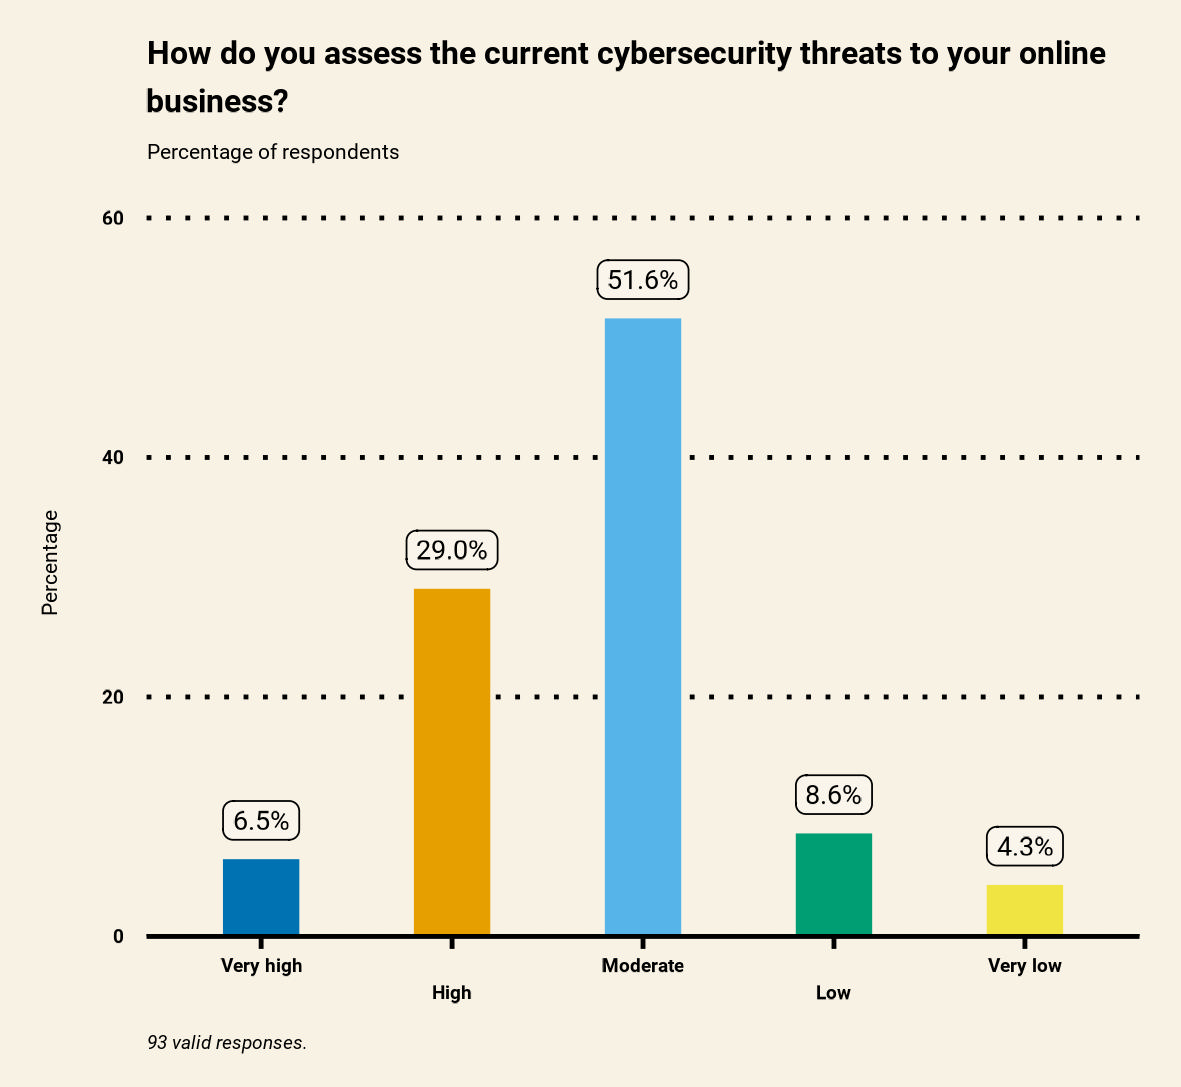 How do you assess the current cybersecurity threats to your online
business?
Percentage of respondents
60
51.6%
40
Percentage
29.0%
20
6.5%
8.6%
4.3%
0
Very high
High
Moderate
Low
Very low
93 valid responses.